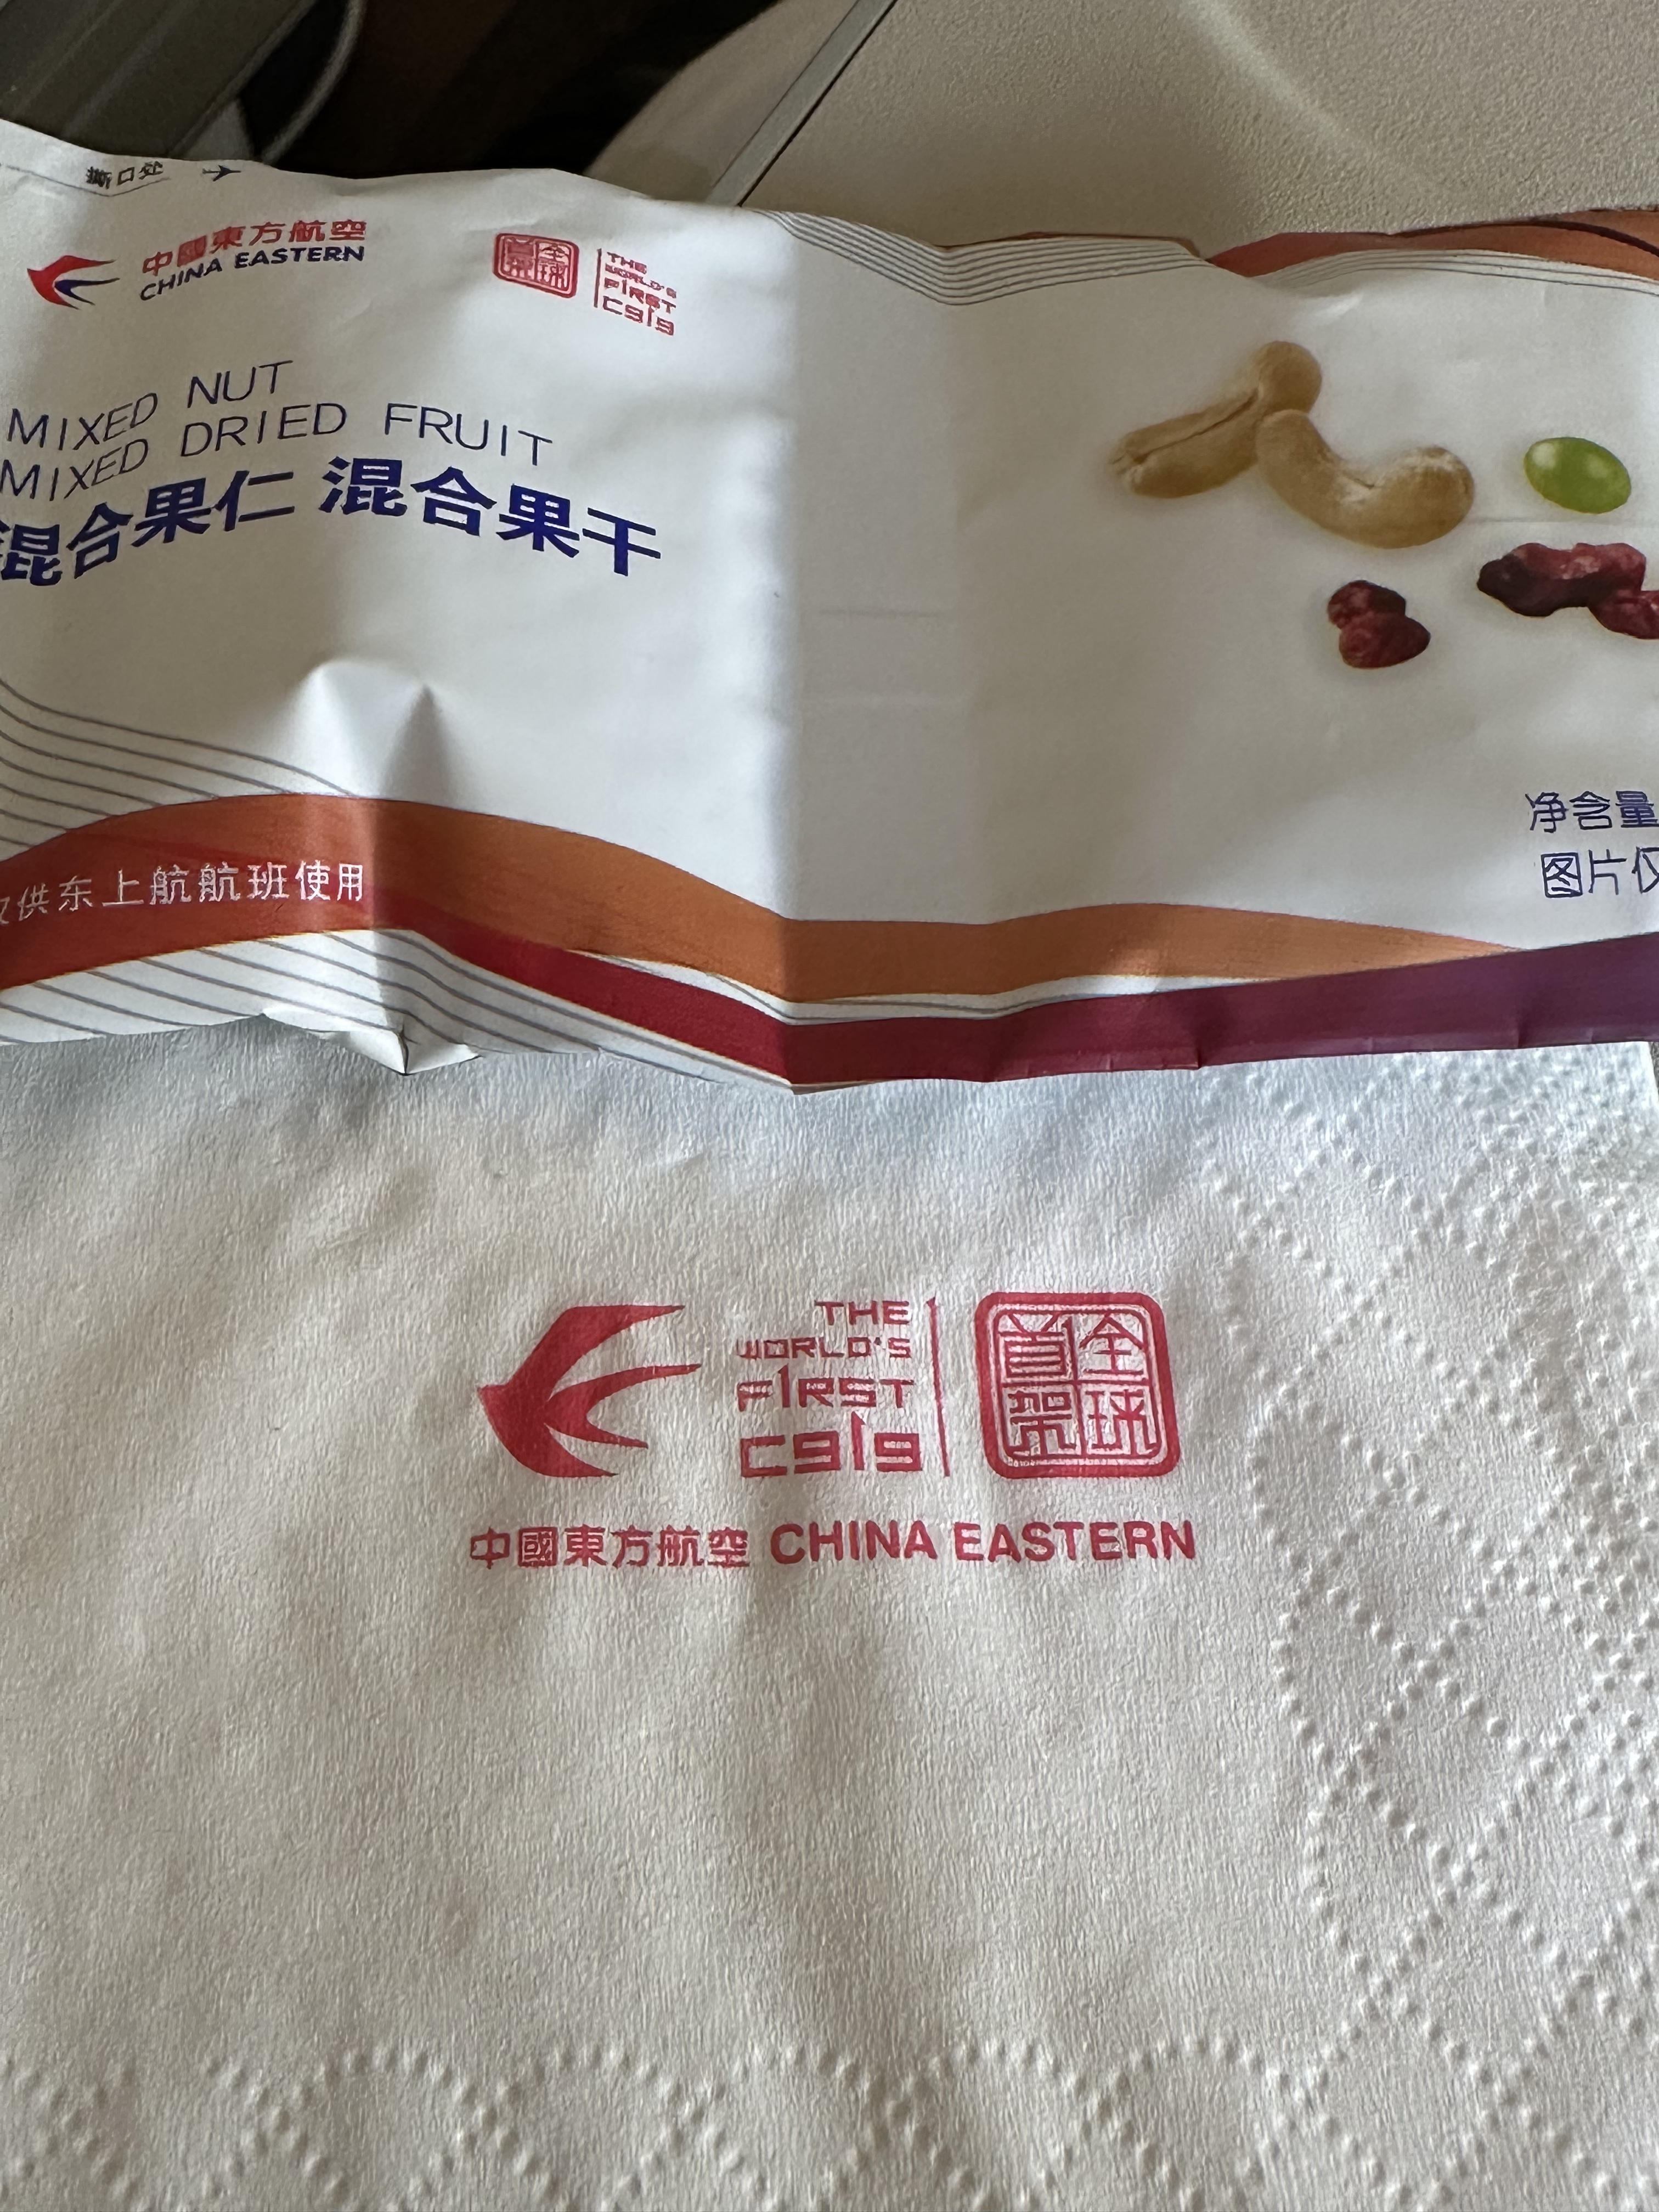 撕口处
中國東方航空
CHINA EASTERN
首全
架球
THE
WORLD'S
FIRST
C919
MIXED NUT
MIXED DRIED FRUIT
混合果仁 混合果干
仅供东上航航班使用
净含量
图片仅
THE
WORLD'S
FIRST
C919
首全
架球
中國東方航空 CHINA EASTERN